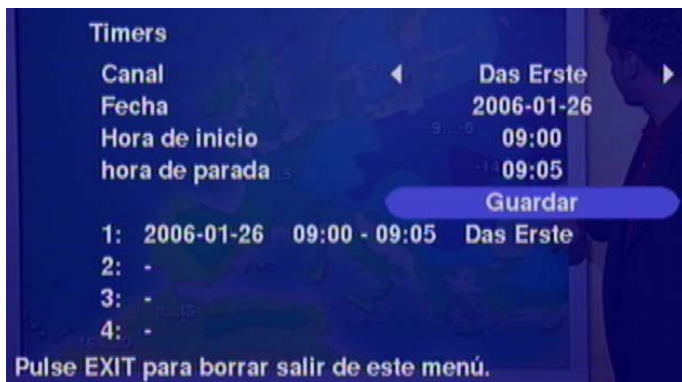 Timers
Canal Das Erste
Fecha 2006-01-26
Hora de inicio 09:00
hora de parada 09:05
Guardar
1: 2006-01-26 09:00 - 09:05 Das Erste
2: -
3: -
4: -
Pulse EXIT para borrar salir de este menú.